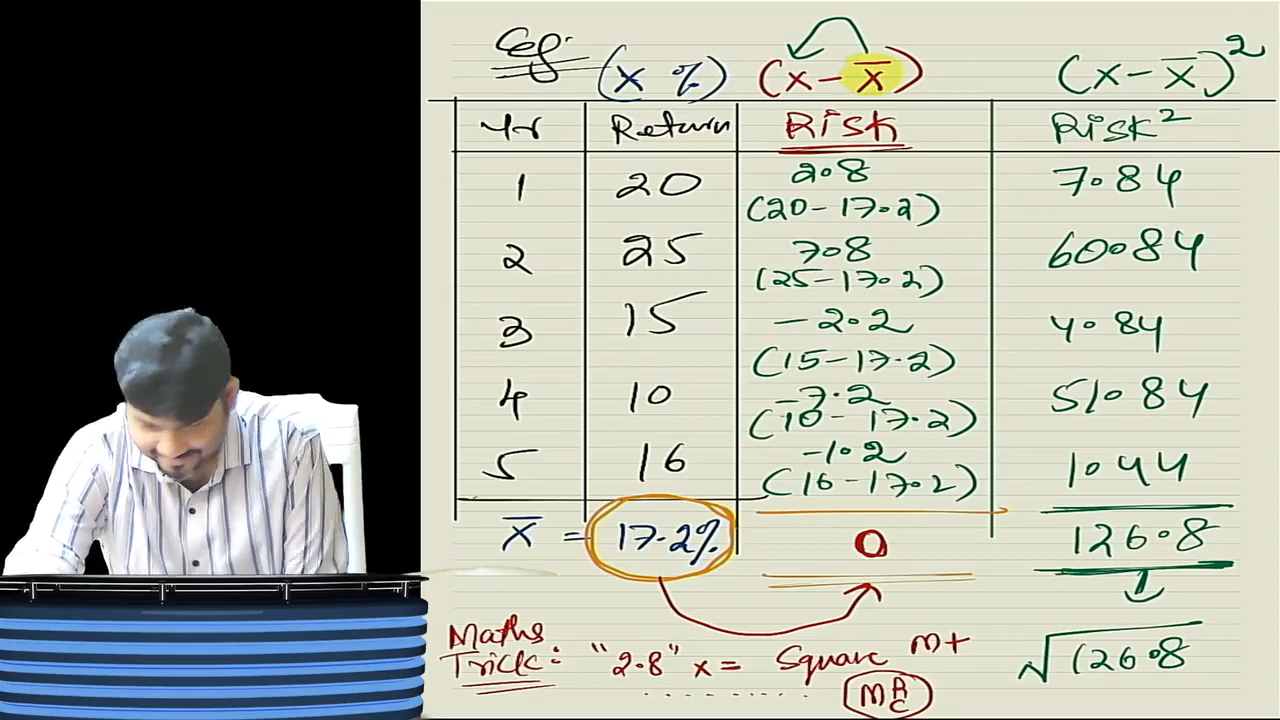 Eg:
(x %) (x - x̄) (x - x̄)²
Yr Return Risk Risk²
1 20 2.8 7.84
(20-17.2)
2 25 7.8 60.84
(25-17.2)
3 15 -2.2 4.84
(15-17.2)
4 10 -7.2 51.84
(10-17.2)
5 16 -1.2 1.44
(16-17.2)
x̄ = 17.2% 0 126.8
Maths Trick: "2.8" x = Square M+
MRC
√126.8